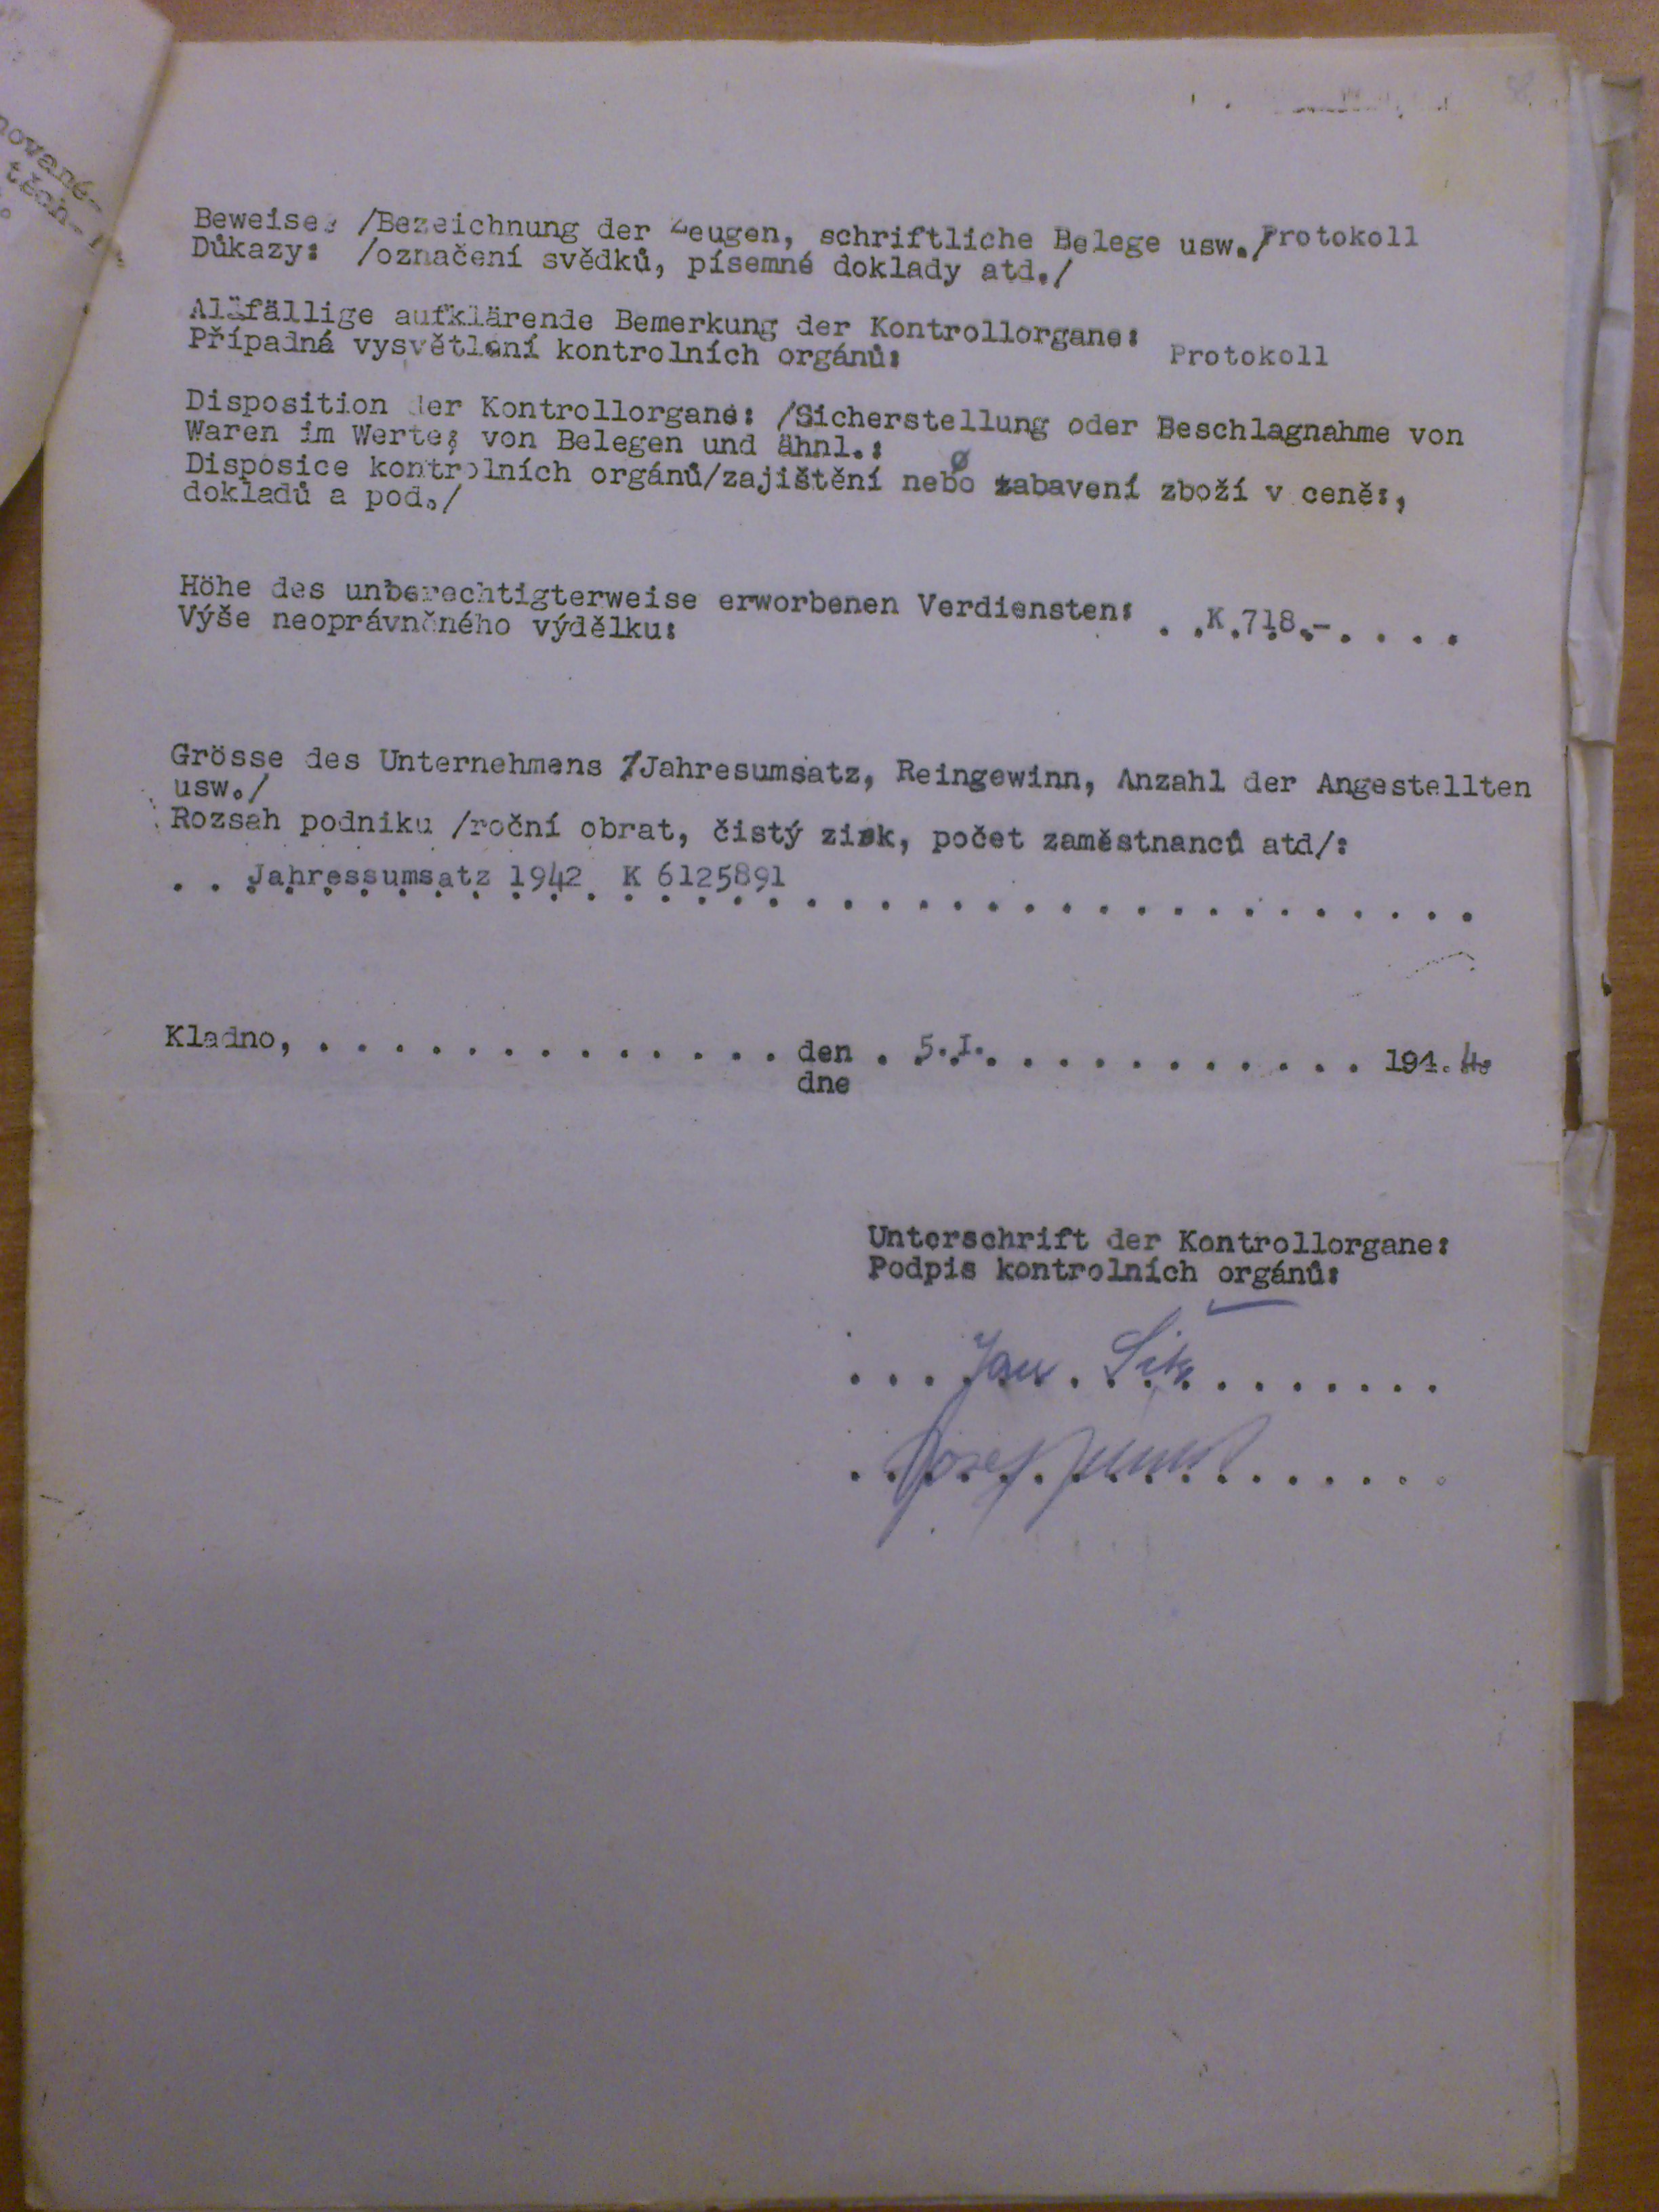 nované-
těch-
Beweise: /Bezeichnung der Zeugen, schriftliche Belege usw./Protokoll
Důkazy: /označení svědků, písemné doklady atd./
Allfällige aufklärende Bemerkung der Kontrollorgane:
Případná vysvětlení kontrolních orgánů: Protokoll
Disposition der Kontrollorgane: /Sicherstellung oder Beschlagnahme von
Waren im Werte; von Belegen und ähnl.:
Ø
Disposice kontrolních orgánů/zajištění nebo zabavení zboží v ceně:,
dokladů a pod./
Höhe des unberechtigterweise erworbenen Verdiensten: . .K.718.-. . . .
Výše neoprávněného výdělku:
Grösse des Unternehmens /Jahresumsatz, Reingewinn, Anzahl der Angestellten
usw./
Rozsah podniku /roční obrat, čistý zisk, počet zaměstnanců atd/:
. . Jahressumsatz 1942 K 6125891 . . . . . . . . . . . . . . . . . . .
Kladno, . . . . . . . . . . . . . den . 5.I. . . . . . . . . . . 194.4.
dne
Unterschrift der Kontrollorgane:
Podpis kontrolních orgánů:
. . . Jan . . . . . . . . . .
. . Josef . . . . . . . . . .